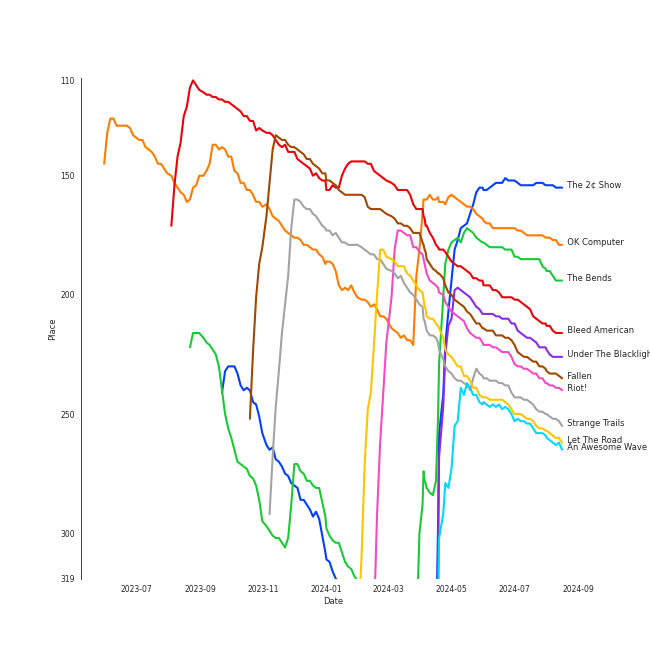 110
150
200
250
300
319
Place
2023-07
2023-09
2023-11
2024-01
2024-03
2024-05
2024-07
2024-09
Date
The 2¢ Show
OK Computer
The Bends
Bleed American
Under The Blackligh
Fallen
Riot!
Strange Trails
Let The Road
An Awesome Wave